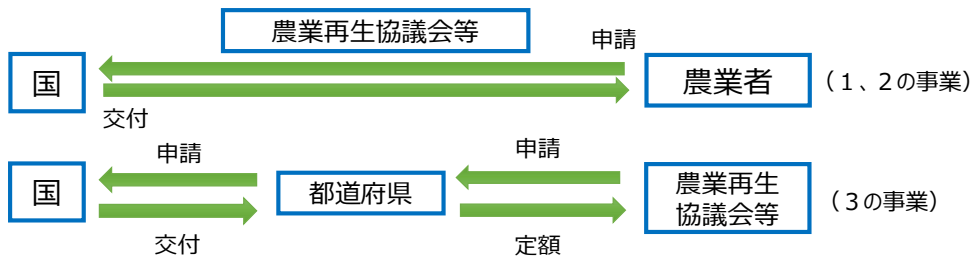 農業再生協議会等
申請
国
農業者
（１、２の事業）
交付
申請
申請
国
都道府県
農業再生
協議会等
（３の事業）
交付
定額